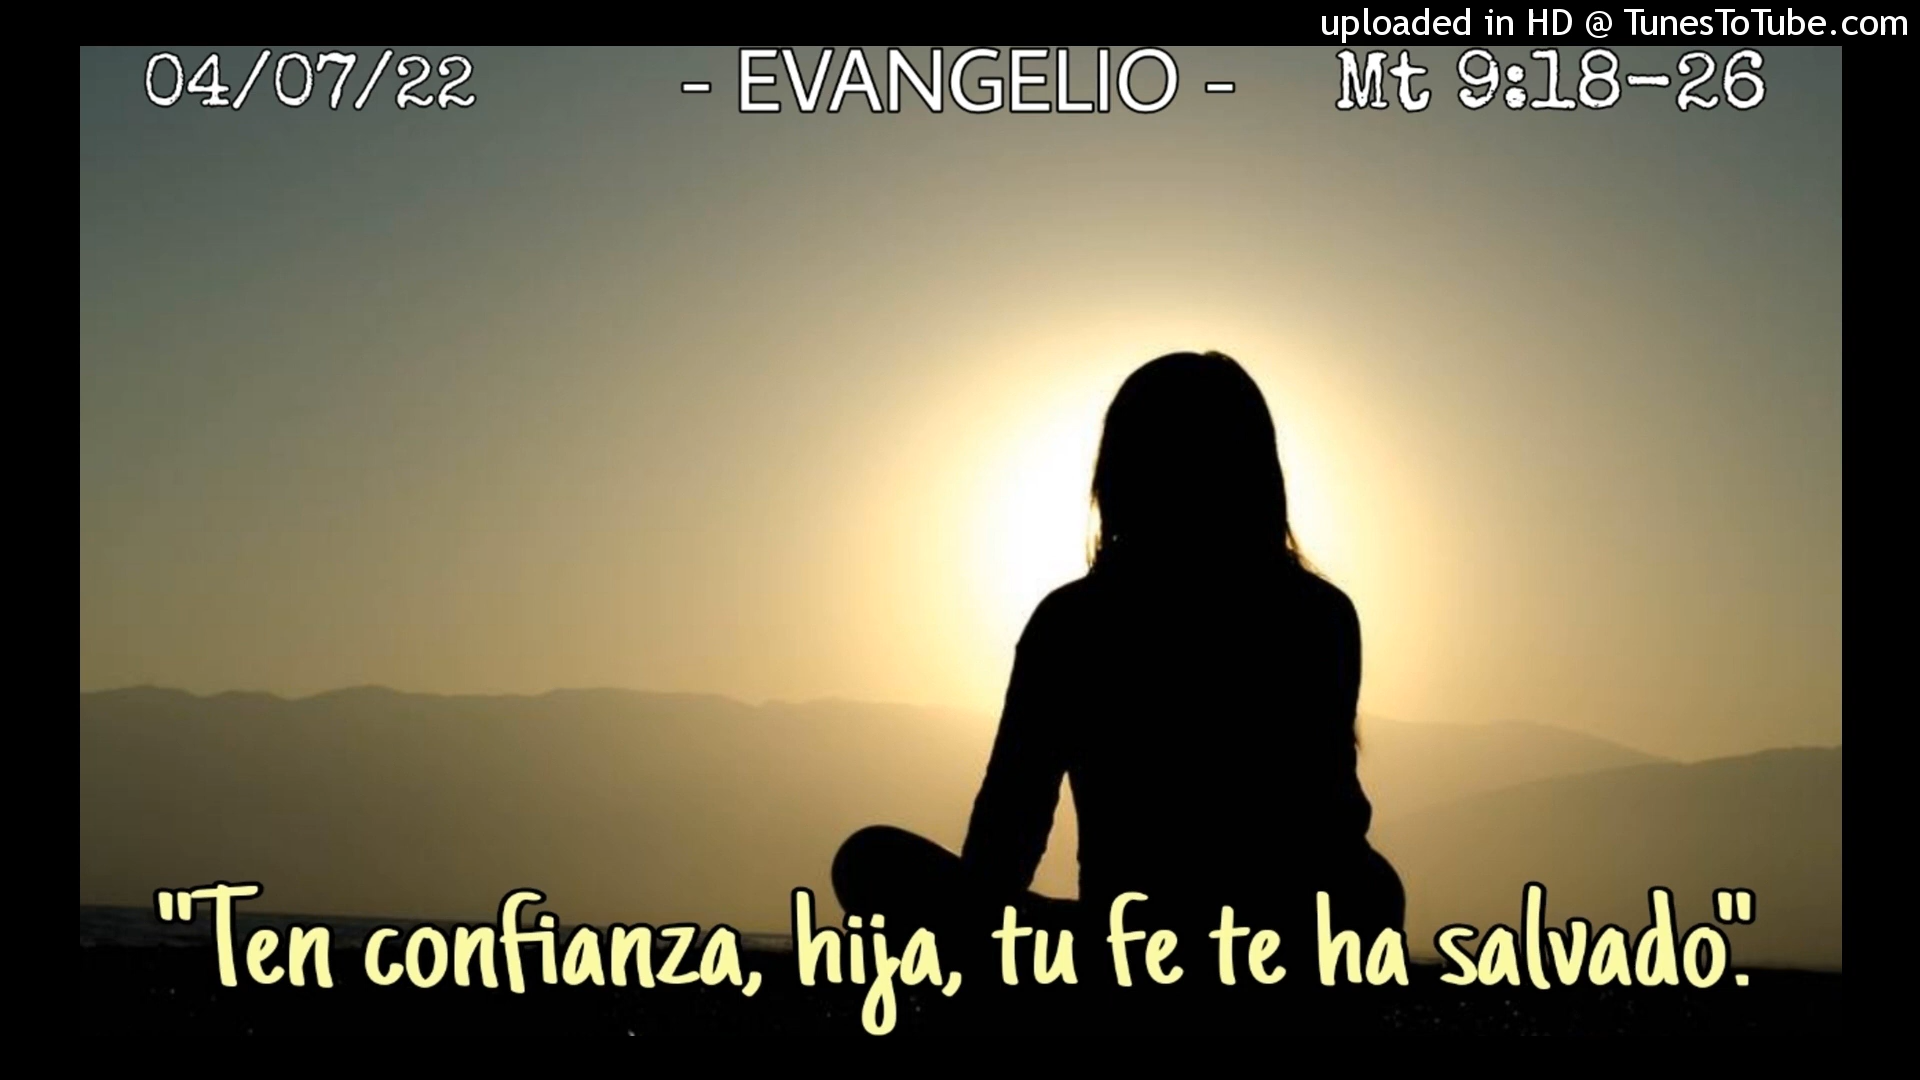 uploaded in HD @ TunesToTube.com
04/07/22 - EVANGELIO - Mt 9:18-26
"Ten confianza, hija, tu fe te ha salvado".